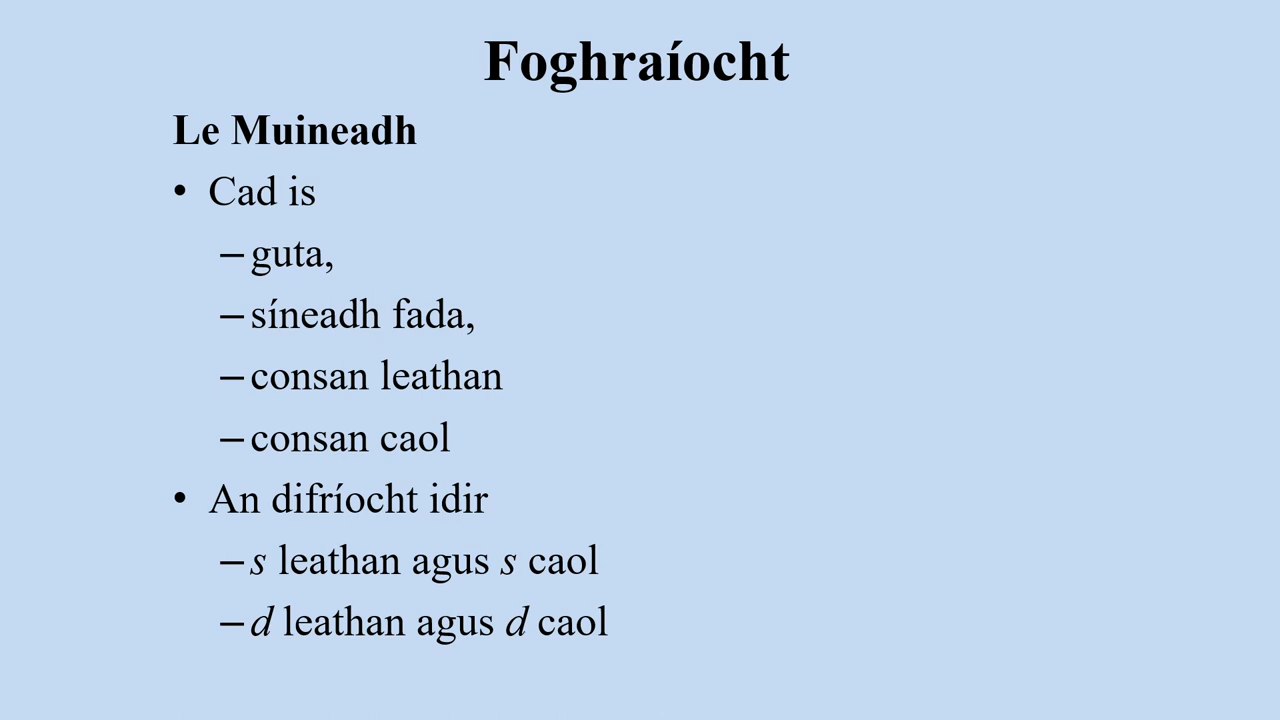 Foghraíocht
Le Muineadh
• Cad is
– guta,
– síneadh fada,
– consan leathan
– consan caol
• An difríocht idir
– s leathan agus s caol
– d leathan agus d caol